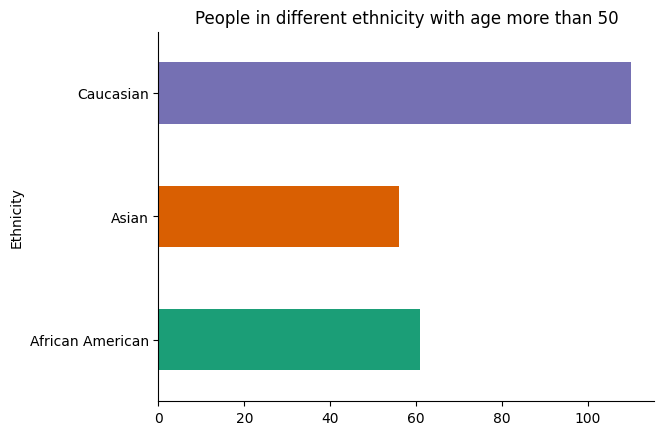 People in different ethnicity with age more than 50
Ethnicity
Caucasian
Asian
African American
0 20 40 60 80 100